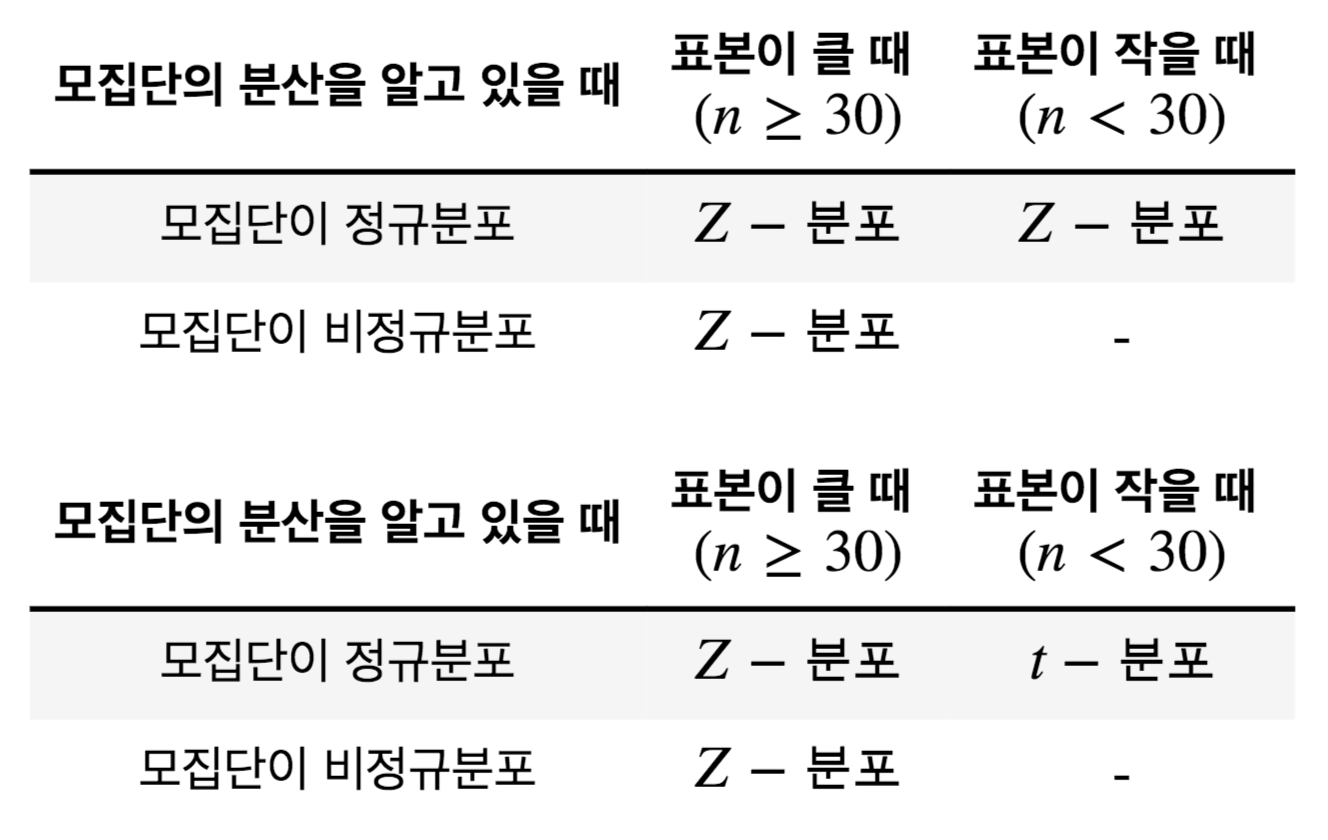 모집단의 분산을 알고 있을 때 표본이 클 때 (n ≥ 30) 표본이 작을 때 (n < 30)
모집단이 정규분포 Z − 분포 Z − 분포
모집단이 비정규분포 Z − 분포 -
모집단의 분산을 알고 있을 때 표본이 클 때 (n ≥ 30) 표본이 작을 때 (n < 30)
모집단이 정규분포 Z − 분포 t − 분포
모집단이 비정규분포 Z − 분포 -